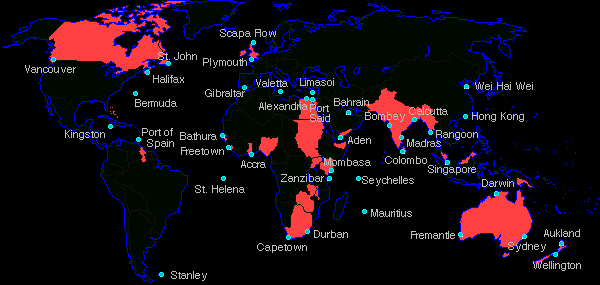 Scapa Flow
St. John
Plymouth
Vancouver
Halifax
Valetta
Limasoi
Wei Hai Wei
Gibraltar
Bermuda
Alexandria
Port
Said
Bahrain
Bombay
Calcutta
Hong Kong
Kingston
Port of
Spain
Bathura
Freetown
Aden
Madras
Rangoon
Accra
Mombasa
Colombo
Singapore
St. Helena
Zanzibar
Seychelles
Darwin
Mauritius
Capetown
Durban
Fremantle
Sydney
Aukland
Wellington
Stanley